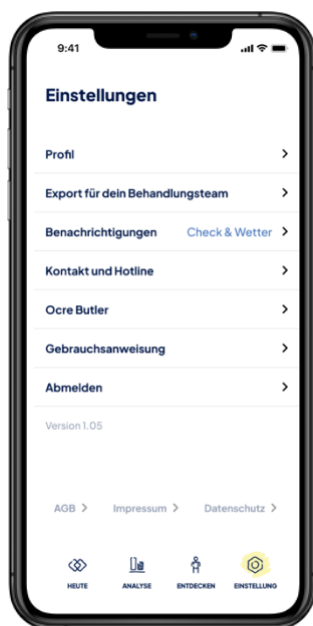 9:41
Einstellungen
Profil
Export für dein Behandlungsteam
Benachrichtigungen Check & Wetter
Kontakt und Hotline
Ocre Butler
Gebrauchsanweisung
Abmelden
Version 1.05
AGB Impressum Datenschutz
HEUTE ANALYSE ENTDECKEN EINSTELLUNG